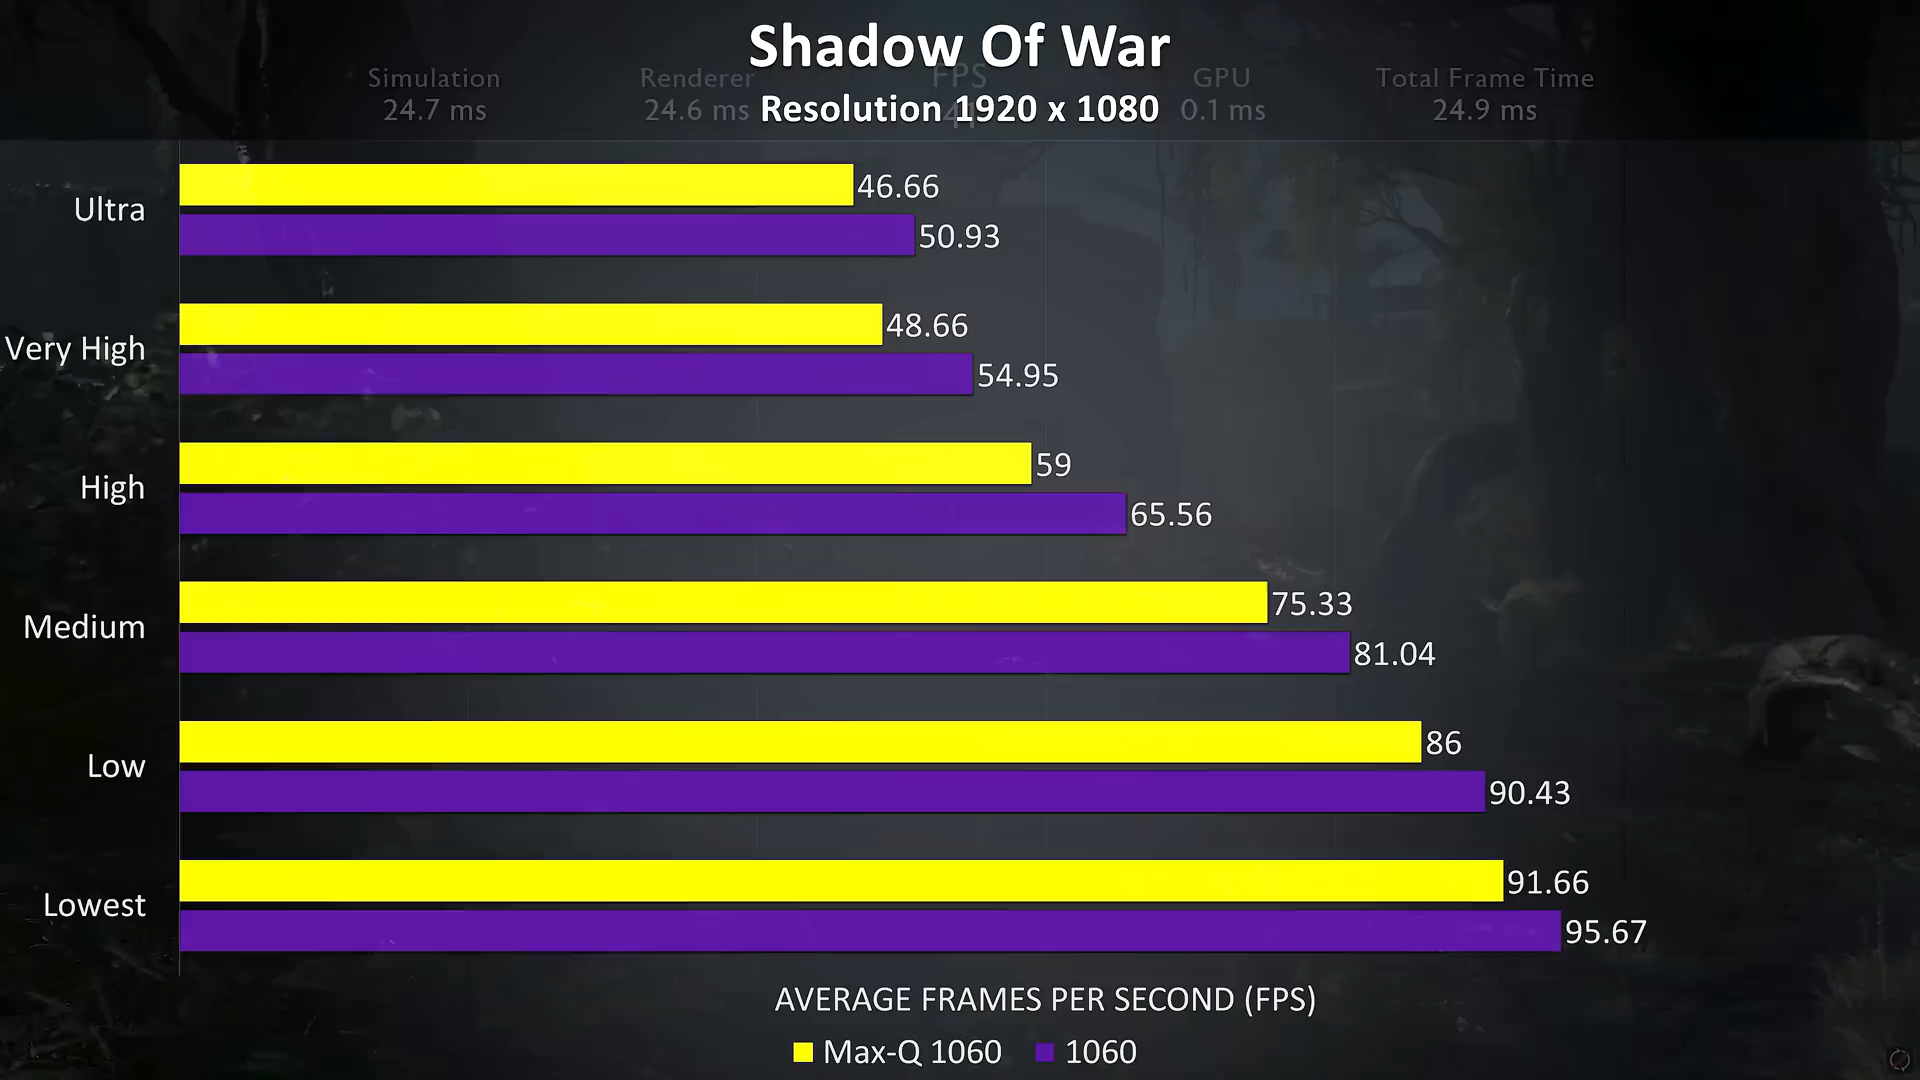 Shadow Of War
Simulation Renderer FPS GPU Total Frame Time
24.7 ms 24.6 ms Resolution 1920 x 1080 0.1 ms 24.9 ms
Ultra
46.66
50.93
Very High
48.66
54.95
High
59
65.56
Medium
75.33
81.04
Low
86
90.43
Lowest
91.66
95.67
AVERAGE FRAMES PER SECOND (FPS)
Max-Q 1060 1060